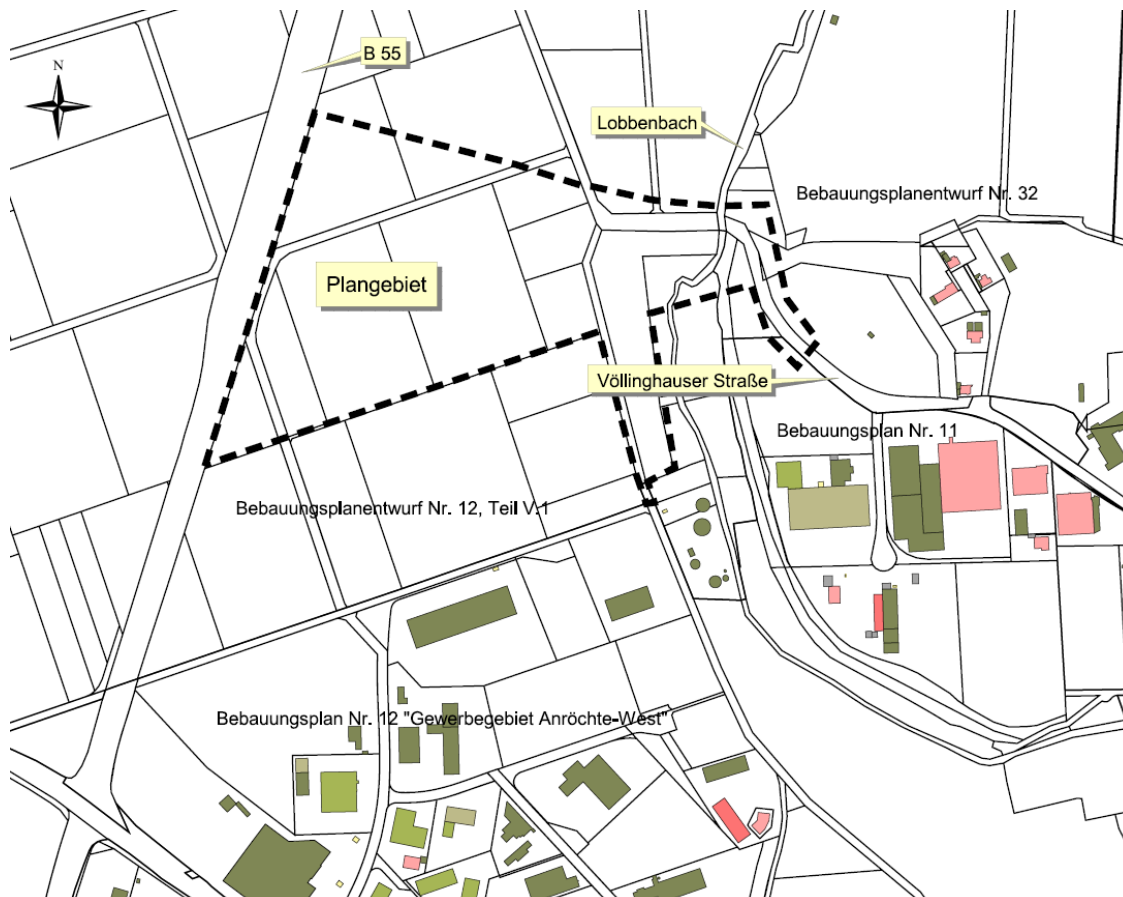 B 55
N
Lobbenbach
Bebauungsplanentwurf Nr. 32
Plangebiet
Völlinghauser Straße
Bebauungsplan Nr. 11
Bebauungsplanentwurf Nr. 12, Teil V.1
Bebauungsplan Nr. 12 "Gewerbegebiet Anröchte-West"